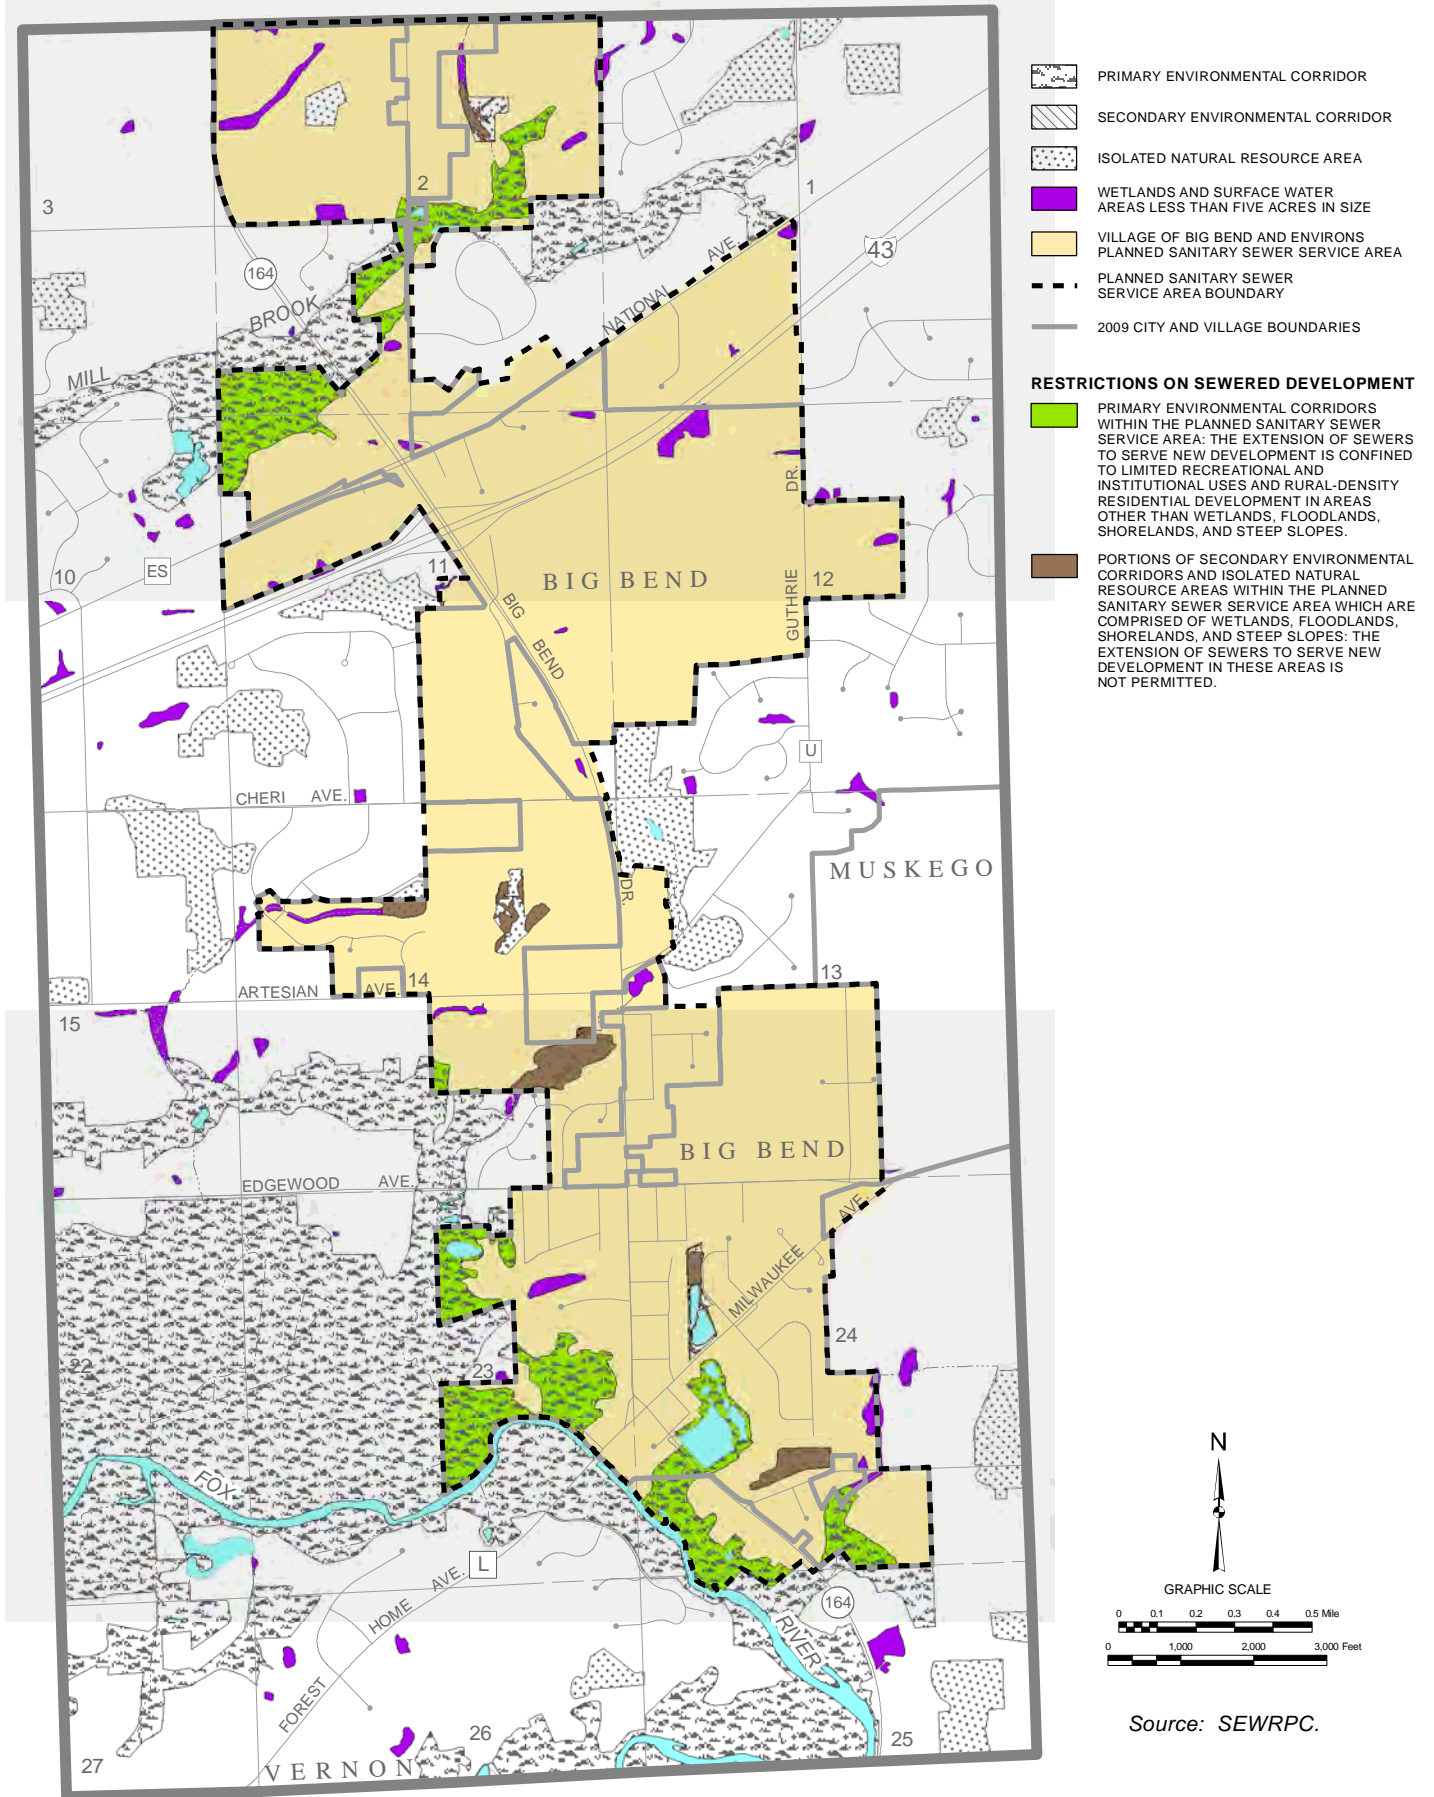 PRIMARY ENVIRONMENTAL CORRIDOR
SECONDARY ENVIRONMENTAL CORRIDOR
ISOLATED NATURAL RESOURCE AREA
WETLANDS AND SURFACE WATER
AREAS LESS THAN FIVE ACRES IN SIZE
VILLAGE OF BIG BEND AND ENVIRONS
PLANNED SANITARY SEWER SERVICE AREA
PLANNED SANITARY SEWER
SERVICE AREA BOUNDARY
2009 CITY AND VILLAGE BOUNDARIES
RESTRICTIONS ON SEWERED DEVELOPMENT
PRIMARY ENVIRONMENTAL CORRIDORS
WITHIN THE PLANNED SANITARY SEWER
SERVICE AREA: THE EXTENSION OF SEWERS
TO SERVE NEW DEVELOPMENT IS CONFINED
TO LIMITED RECREATIONAL AND
INSTITUTIONAL USES AND RURAL-DENSITY
RESIDENTIAL DEVELOPMENT IN AREAS
OTHER THAN WETLANDS, FLOODLANDS,
SHORELANDS, AND STEEP SLOPES.
PORTIONS OF SECONDARY ENVIRONMENTAL
CORRIDORS AND ISOLATED NATURAL
RESOURCE AREAS WITHIN THE PLANNED
SANITARY SEWER SERVICE AREA WHICH ARE
COMPRISED OF WETLANDS, FLOODLANDS,
SHORELANDS, AND STEEP SLOPES: THE
EXTENSION OF SEWERS TO SERVE NEW
DEVELOPMENT IN THESE AREAS IS
NOT PERMITTED.
3
2
1
164
43
NATIONAL AVE.
MILL BROOK
10
ES
11
12
BIG BEND
BIG BEND DR.
GUTHRIE DR.
U
CHERI AVE.
MUSKEGO
13
14
ARTESIAN AVE.
15
BIG BEND
EDGEWOOD AVE.
MILWAUKEE AVE.
24
22
23
FOX RIVER
L
164
FOREST HOME AVE.
26
25
27
VERNON
N
GRAPHIC SCALE
0 0.1 0.2 0.3 0.4 0.5 Mile
0 1,000 2,000 3,000 Feet
Source: SEWRPC.